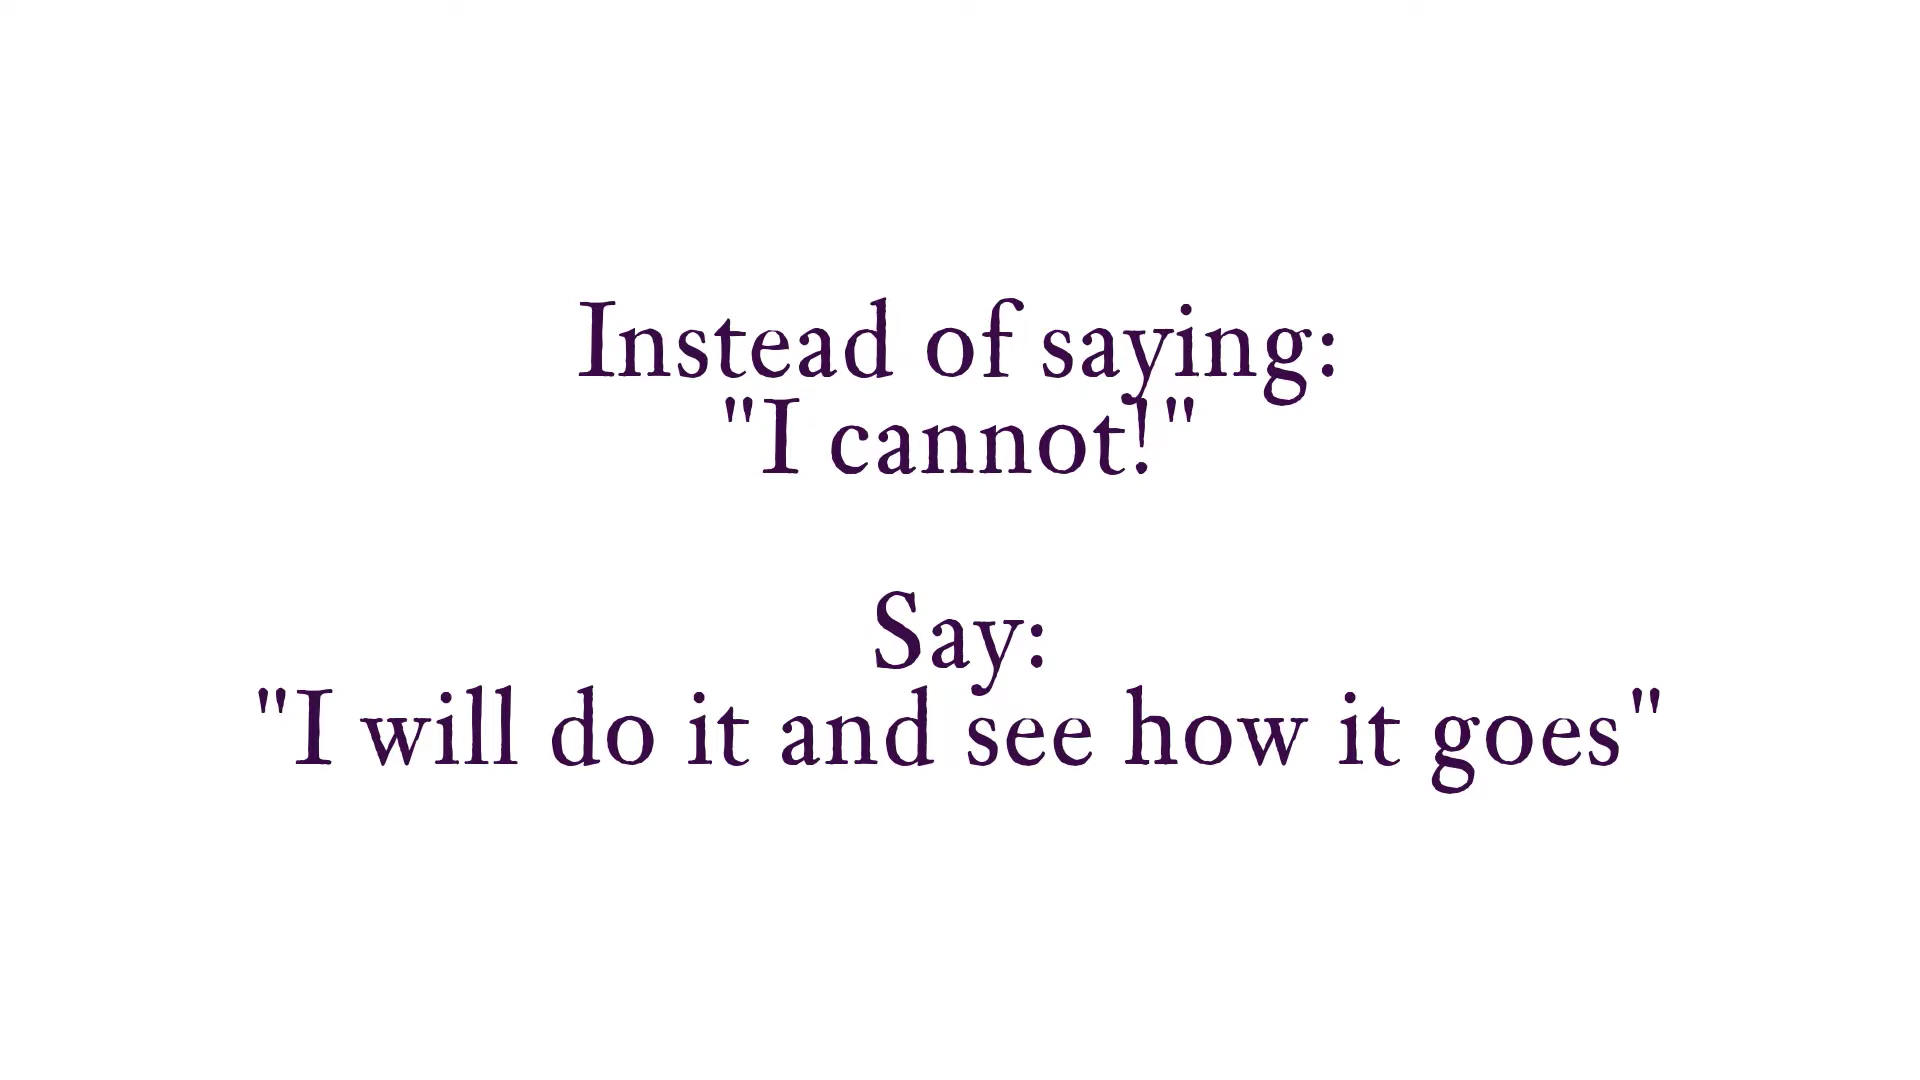 Instead of saying:
"I cannot!"
Say:
"I will do it and see how it goes"